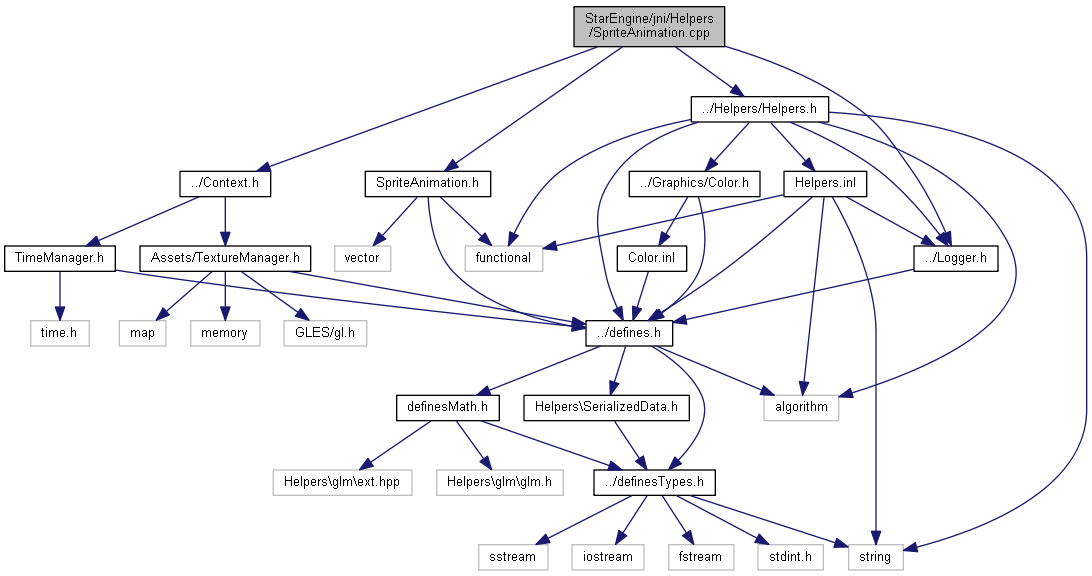 StarEngine/jni/Helpers
/SpriteAnimation.cpp
../Helpers/Helpers.h
../Context.h
SpriteAnimation.h
../Graphics/Color.h
Helpers.inl
TimeManager.h
Assets/TextureManager.h
vector
functional
Color.inl
../Logger.h
time.h
map
memory
GLES/gl.h
../defines.h
definesMath.h
Helpers\SerializedData.h
algorithm
Helpers\glm\ext.hpp
Helpers\glm\glm.h
../definesTypes.h
sstream
iostream
fstream
stdint.h
string